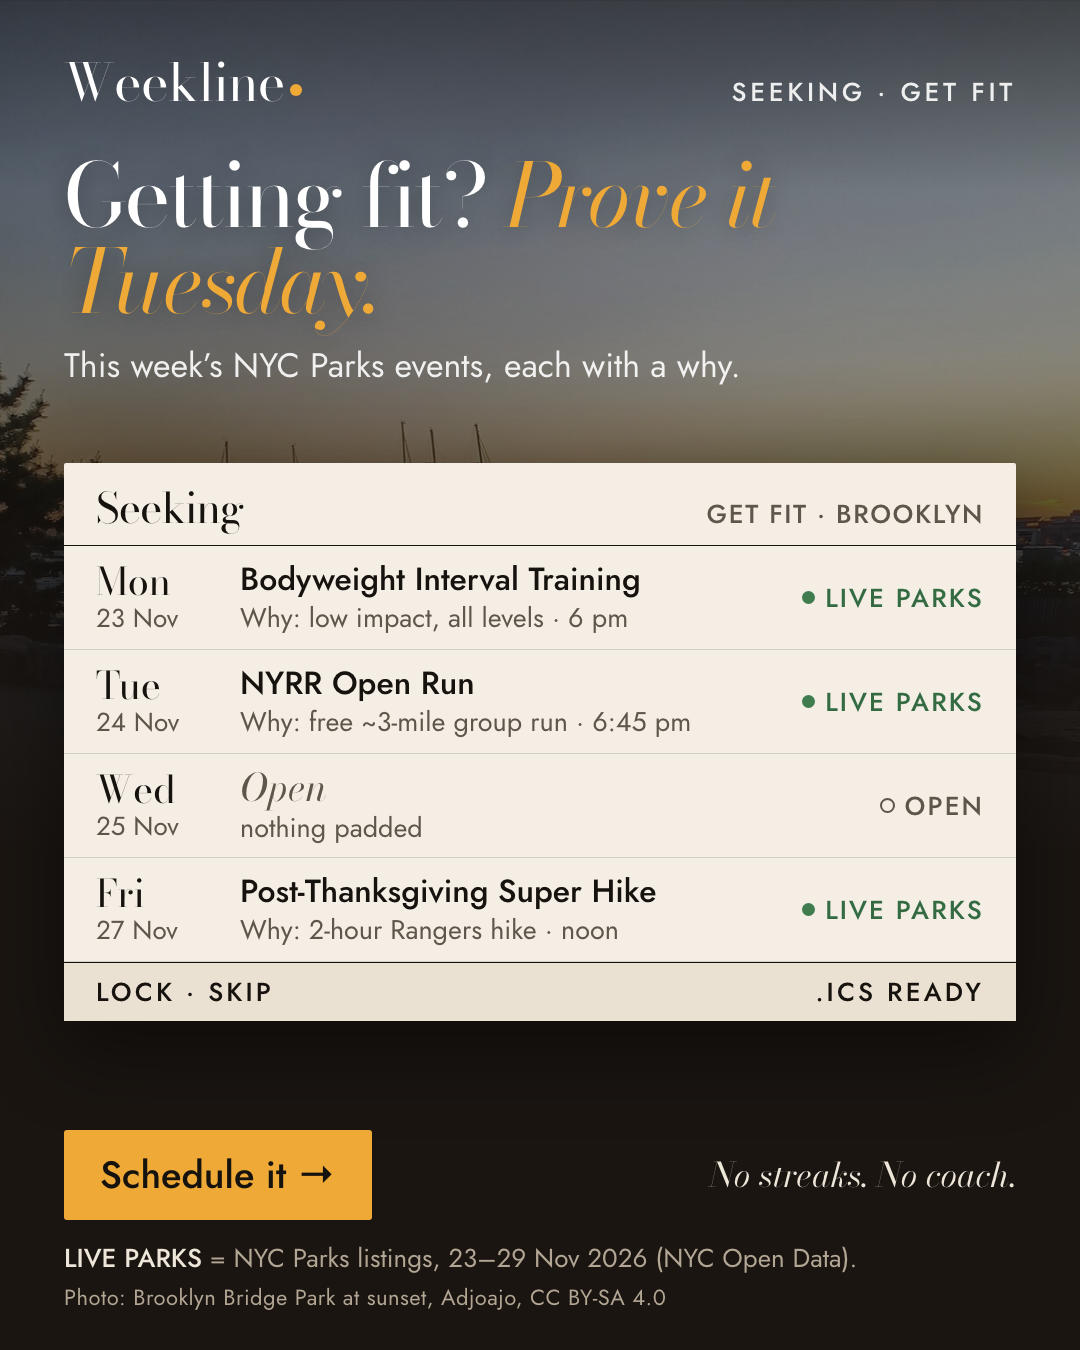 Weekline
SEEKING · GET FIT
Getting fit? Prove it
Tuesday.
This week’s NYC Parks events, each with a why.
Seeking
GET FIT · BROOKLYN
Mon
23 Nov
Bodyweight Interval Training
Why: low impact, all levels · 6 pm
LIVE PARKS
Tue
24 Nov
NYRR Open Run
Why: free ~3-mile group run · 6:45 pm
LIVE PARKS
Wed
25 Nov
Open
nothing padded
OPEN
Fri
27 Nov
Post-Thanksgiving Super Hike
Why: 2-hour Rangers hike · noon
LIVE PARKS
LOCK · SKIP
.ICS READY
Schedule it →
No streaks. No coach.
LIVE PARKS = NYC Parks listings, 23–29 Nov 2026 (NYC Open Data).
Photo: Brooklyn Bridge Park at sunset, Adjoajo, CC BY-SA 4.0